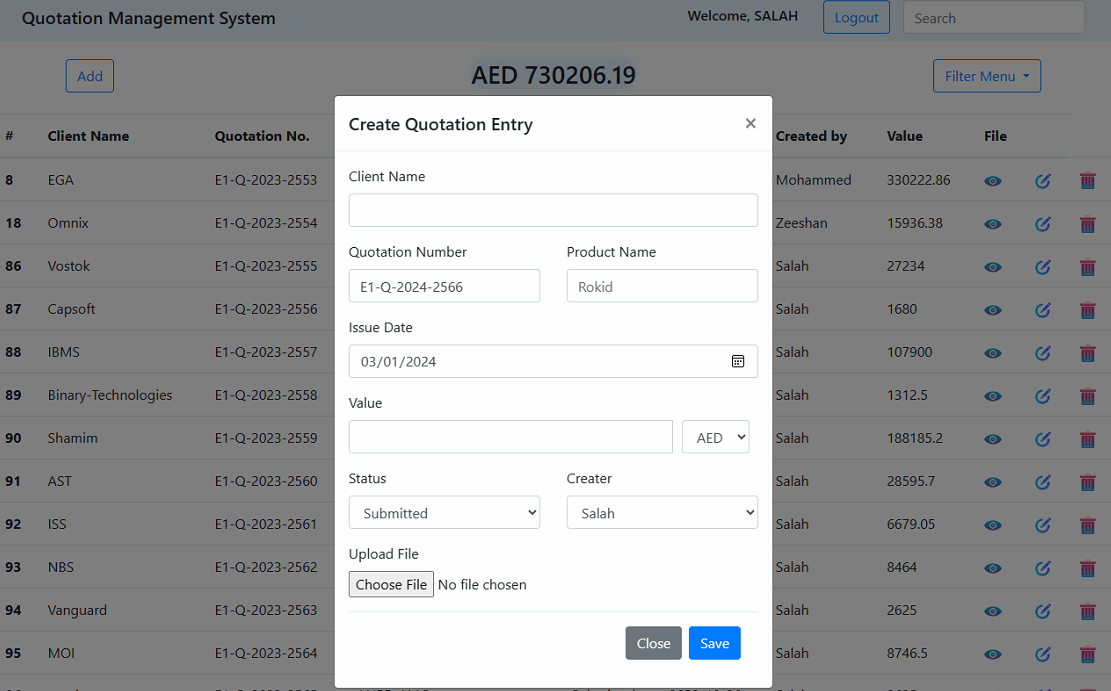 Quotation Management System Welcome, SALAH Logout Search
Add AED 730206.19 Filter Menu
# Client Name Quotation No. Created by Value File
8 EGA E1-Q-2023-2553 Mohammed 330222.86
18 Omnix E1-Q-2023-2554 Zeeshan 15936.38
86 Vostok E1-Q-2023-2555 Salah 27234
87 Capsoft E1-Q-2023-2556 Salah 1680
88 IBMS E1-Q-2023-2557 Salah 107900
89 Binary-Technologies E1-Q-2023-2558 Salah 1312.5
90 Shamim E1-Q-2023-2559 Salah 188185.2
91 AST E1-Q-2023-2560 Salah 28595.7
92 ISS E1-Q-2023-2561 Salah 6679.05
93 NBS E1-Q-2023-2562 Salah 8464
94 Vanguard E1-Q-2023-2563 Salah 2625
95 MOI E1-Q-2023-2564 Salah 8746.5
Create Quotation Entry ×
Client Name
Quotation Number Product Name
E1-Q-2024-2566 Rokid
Issue Date
03/01/2024
Value
AED
Status Creater
Submitted Salah
Upload File
Choose File No file chosen
Close Save